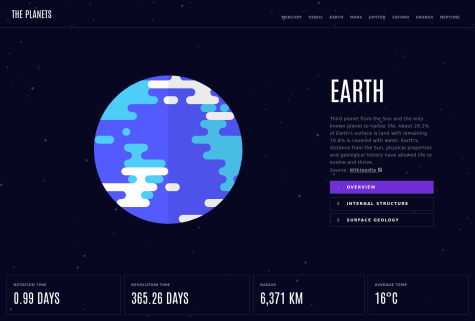 THE PLANETS
MERCURY VENUS EARTH MARS JUPITER SATURN URANUS NEPTUNE
EARTH
Third planet from the Sun and the only
known planet to harbor life. About 29.2%
of Earth's surface is land with remaining
70.8% is covered with water. Earth's
distance from the Sun, physical properties
and geological history have allowed life to
evolve and thrive.
Source: Wikipedia
1 OVERVIEW
2 INTERNAL STRUCTURE
3 SURFACE GEOLOGY
ROTATION TIME
0.99 DAYS
REVOLUTION TIME
365.26 DAYS
RADIUS
6,371 KM
AVERAGE TEMP
16°C